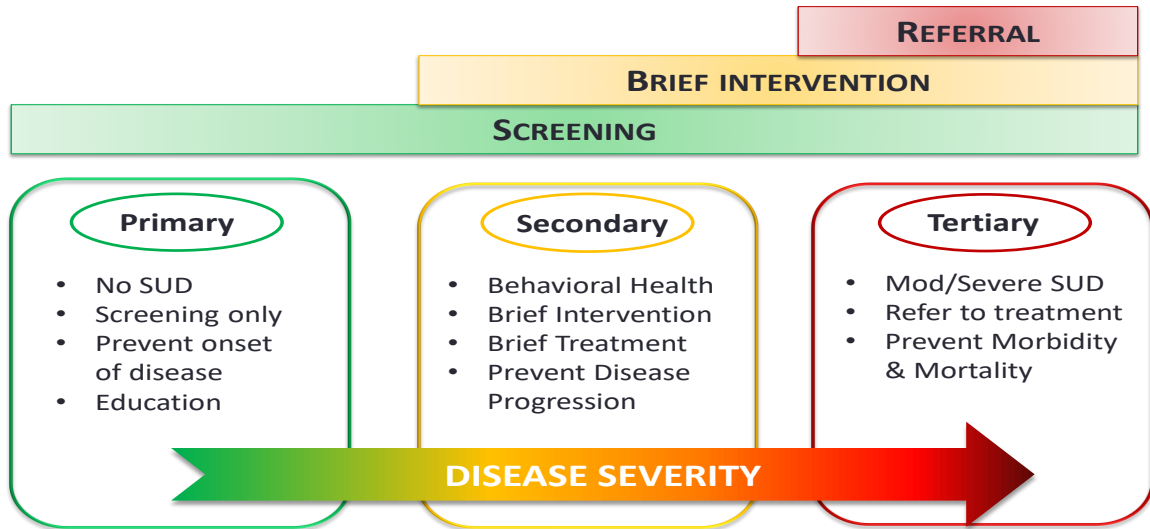 REFERRAL
BRIEF INTERVENTION
SCREENING
Primary
• No SUD
• Screening only
• Prevent onset
of disease
• Education
Secondary
• Behavioral Health
• Brief Intervention
• Brief Treatment
• Prevent Disease
Progression
Tertiary
• Mod/Severe SUD
• Refer to treatment
• Prevent Morbidity
& Mortality
DISEASE SEVERITY